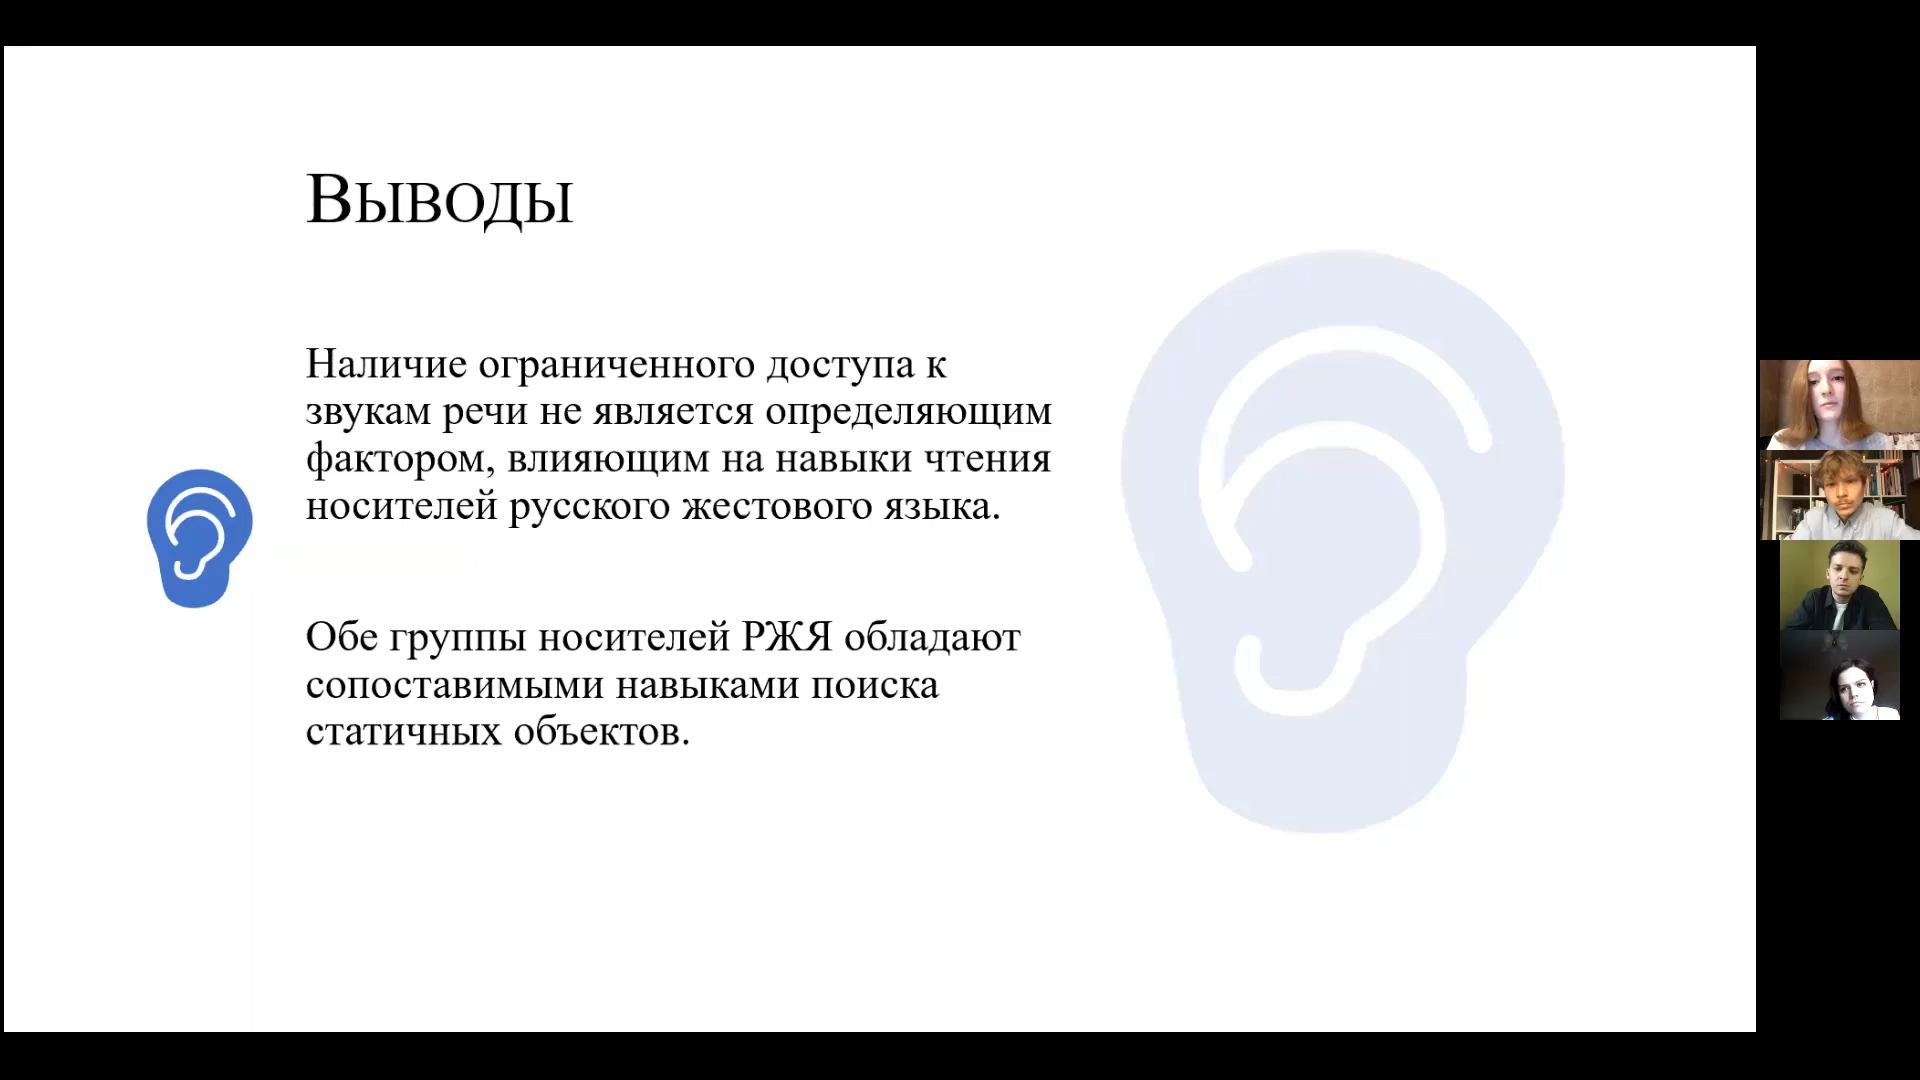 Выводы
Наличие ограниченного доступа к
звукам речи не является определяющим
фактором, влияющим на навыки чтения
носителей русского жестового языка.
Обе группы носителей РЖЯ обладают
сопоставимыми навыками поиска
статичных объектов.